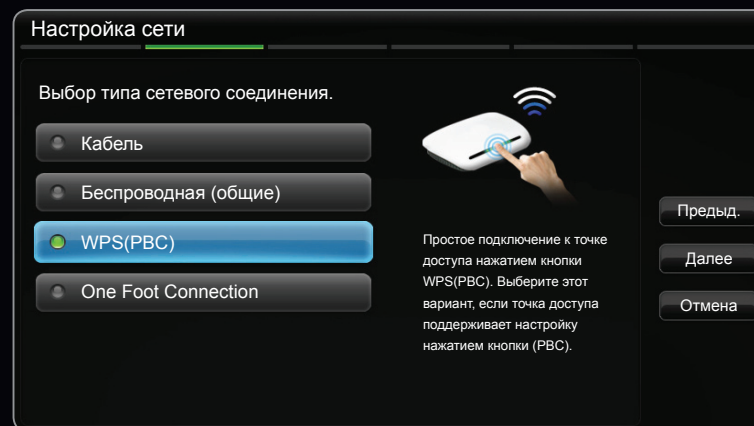 Настройка сети
Выбор типа сетевого соединения.
Кабель
Беспроводная (общие)
WPS(PBC)
One Foot Connection
Простое подключение к точке
доступа нажатием кнопки
WPS(PBC). Выберите этот
вариант, если точка доступа
поддерживает настройку
нажатием кнопки (PBC).
Предыд.
Далее
Отмена